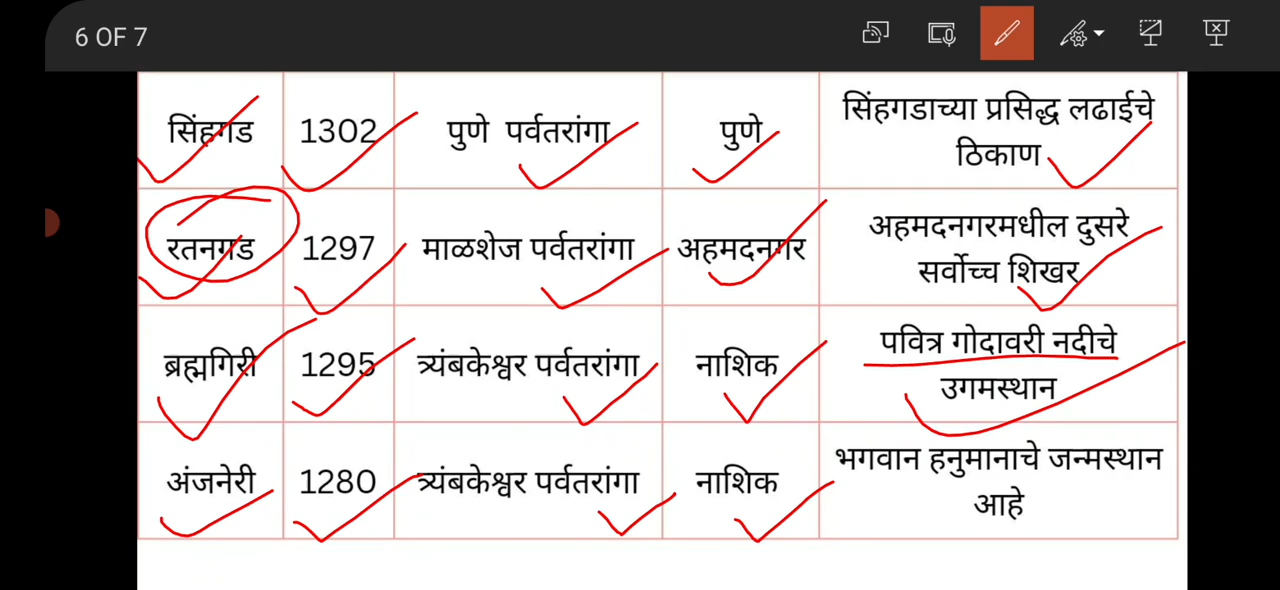 6 OF 7
सिंहगड 1302 पुणे पर्वतरांगा पुणे सिंहगडाच्या प्रसिद्ध लढाईचे
ठिकाण
रतनगड 1297 माळशेज पर्वतरांगा अहमदनगर अहमदनगरमधील दुसरे
सर्वोच्च शिखर
ब्रह्मगिरी 1295 त्र्यंबकेश्वर पर्वतरांगा नाशिक पवित्र गोदावरी नदीचे
उगमस्थान
अंजनेरी 1280 त्र्यंबकेश्वर पर्वतरांगा नाशिक भगवान हनुमानाचे जन्मस्थान
आहे